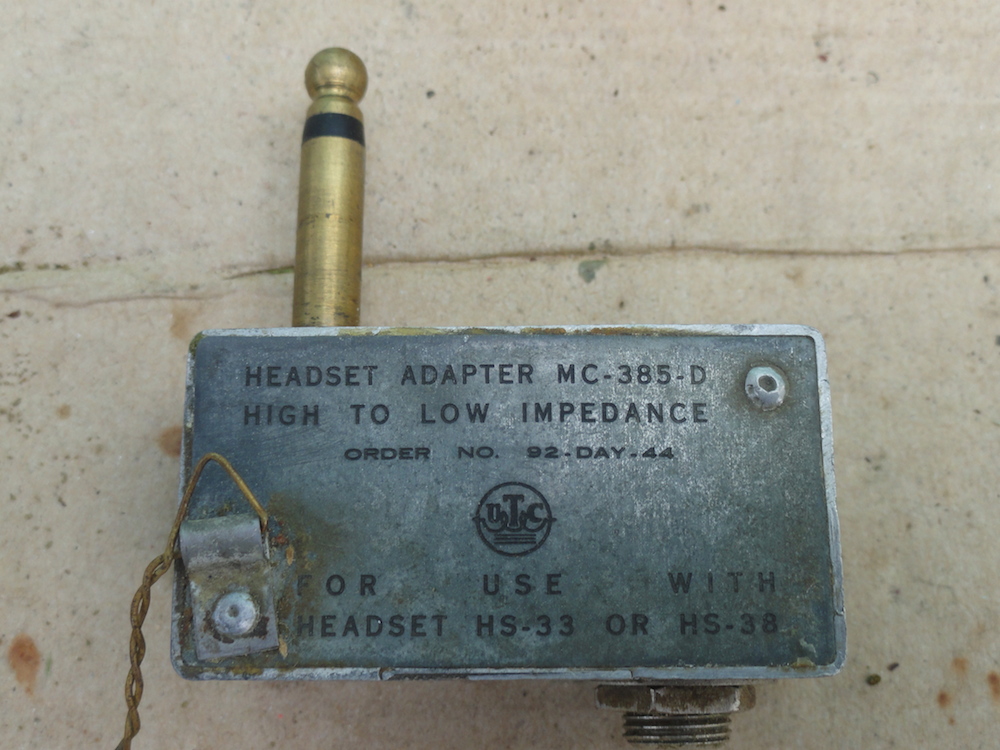 HEADSET ADAPTER MC-385-D
HIGH TO LOW IMPEDANCE
ORDER NO. 92-DAY-44
UTC
FOR USE WITH
HEADSET HS-33 OR HS-38